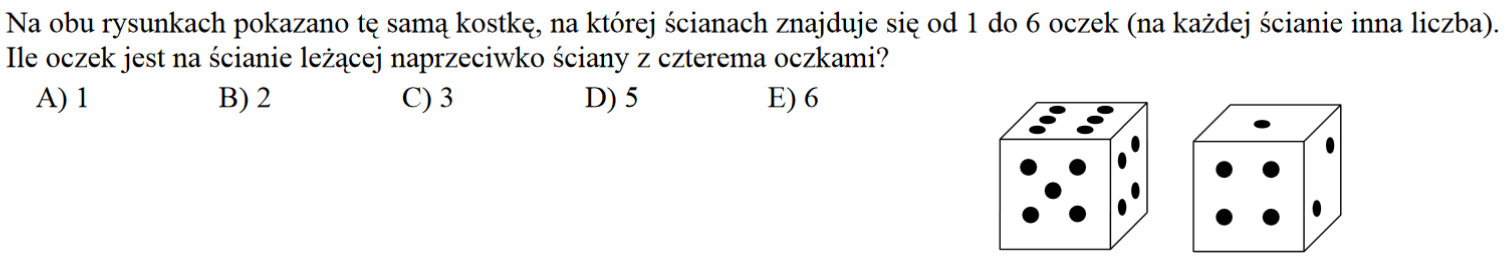 Na obu rysunkach pokazano tę samą kostkę, na której ścianach znajduje się od 1 do 6 oczek (na każdej ścianie inna liczba).
Ile oczek jest na ścianie leżącej naprzeciwko ściany z czterema oczkami?
A) 1 B) 2 C) 3 D) 5 E) 6